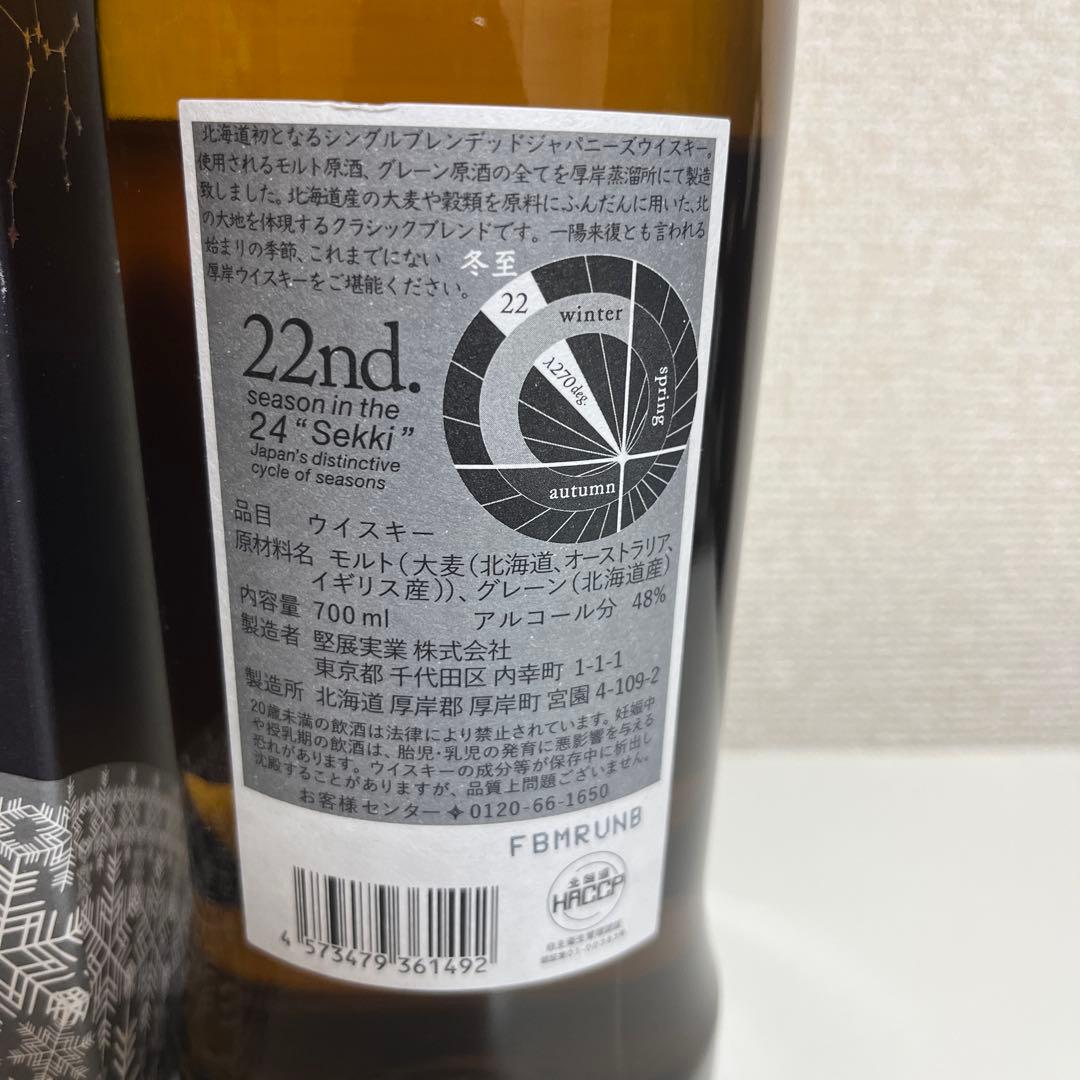 北海道初となるシングルブレンデッドジャパニーズウイスキー。
使用されるモルト原酒、グレーン原酒の全てを厚岸蒸溜所にて製造
致しました。北海道産の大麦や穀類を原料にふんだんに用いた、北
の大地を体現するクラシックブレンドです。一陽来復とも言われる
始まりの季節、これまでにない
厚岸ウイスキーをご堪能ください。
冬至
22
winter
λ270deg.
spring
autumn
22nd.
season in the
24 “Sekki”
Japan's distinctive
cycle of seasons
品目 ウイスキー
原材料名 モルト(大麦(北海道、オーストラリア、
イギリス産))、グレーン(北海道産)
内容量 700ml アルコール分 48%
製造者 堅展実業 株式会社
東京都 千代田区 内幸町 1-1-1
製造所 北海道 厚岸郡 厚岸町 宮園 4-109-2
20歳未満の飲酒は法律により禁止されています。妊娠中
や授乳期の飲酒は、胎児・乳児の発育に悪影響を与える
恐れがあります。ウイスキーの成分等が保存中に析出し
沈殿することがありますが、品質上問題ございません。
お客様センター✦0120-66-1650
FBMRUNB
北海道
HACCP
自主衛生管理認証
4 573479 361492